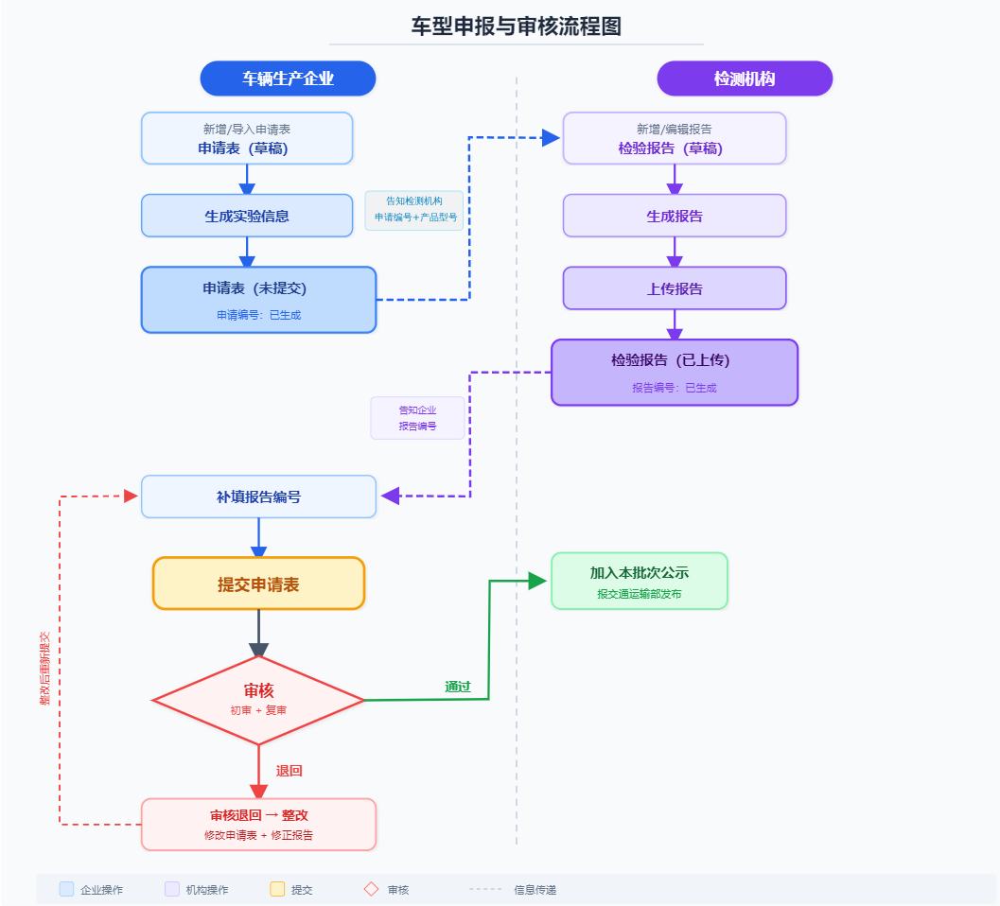 车型申报与审核流程图
车辆生产企业
检测机构
新增/导入申请表
申请表（草稿）
新增/编辑报告
检验报告（草稿）
生成实验信息
告知检测机构
申请编号+产品型号
生成报告
申请表（未提交）
申请编号：已生成
上传报告
检验报告（已上传）
报告编号：已生成
告知企业
报告编号
补填报告编号
提交申请表
加入本批次公示
报交通运输部发布
整改后重新提交
审核
初审 + 复审
通过
退回
审核退回 → 整改
修改申请表 + 修正报告
企业操作
机构操作
提交
审核
信息传递